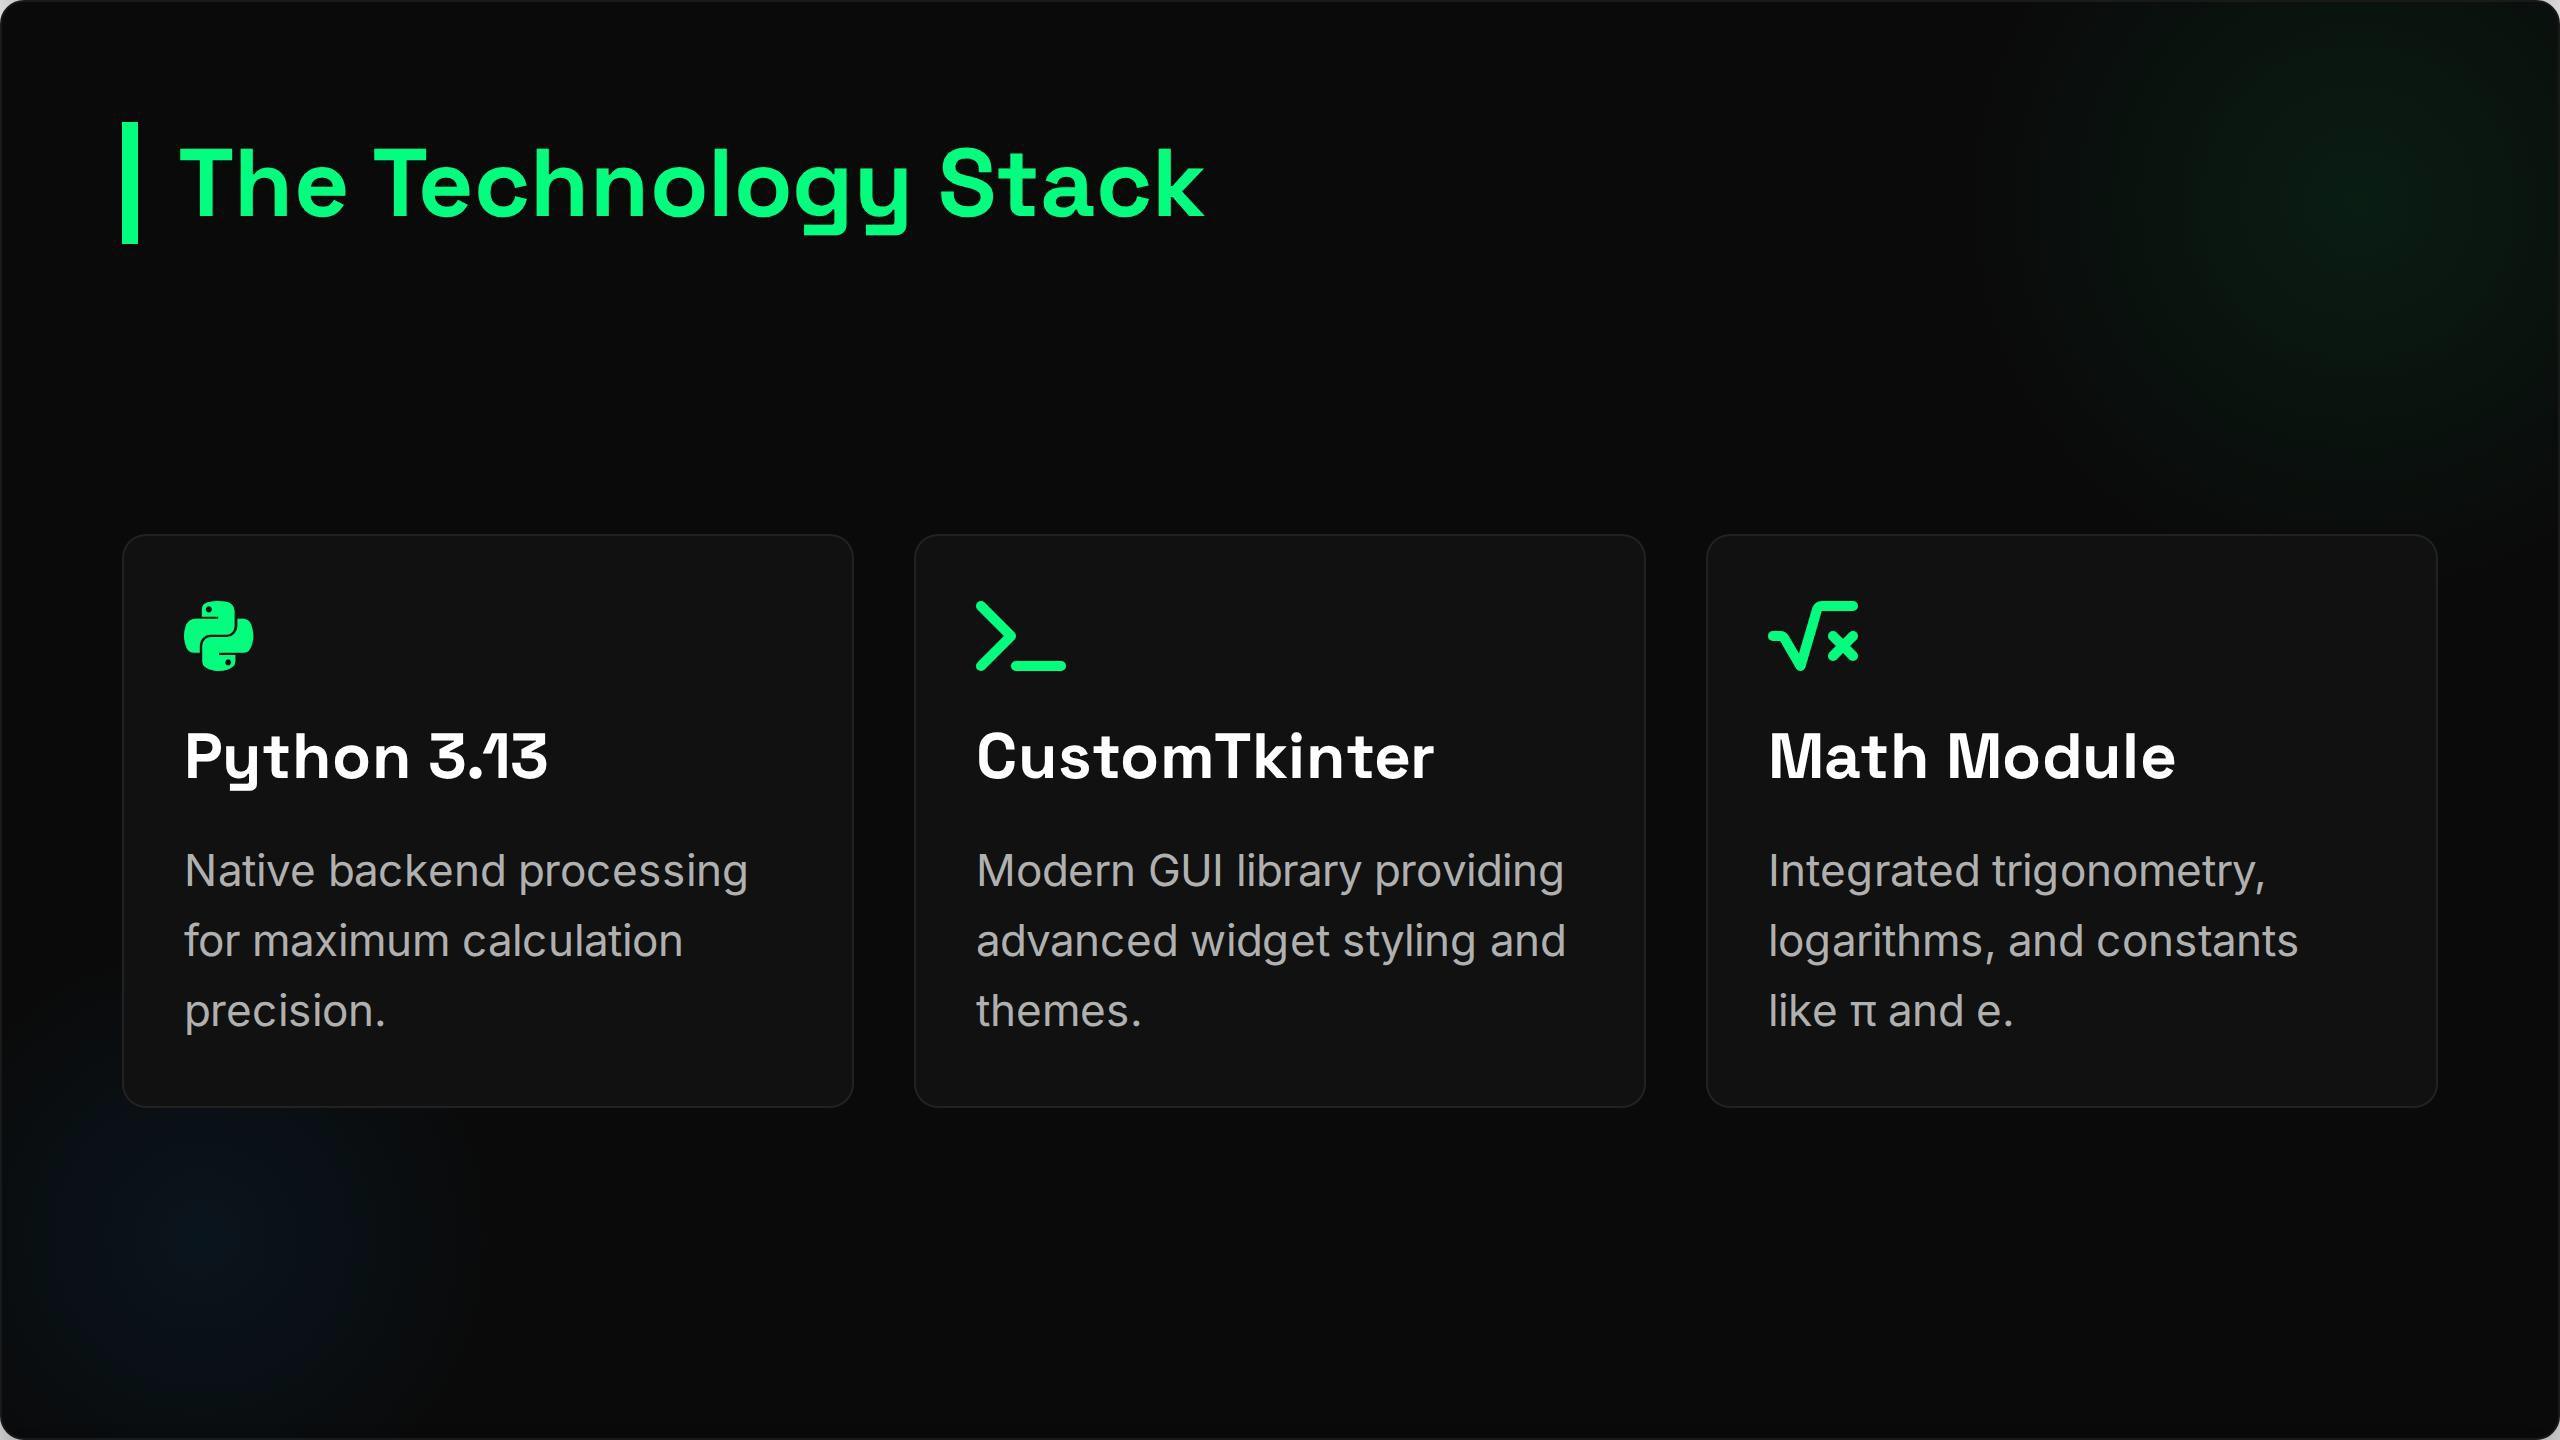 The Technology Stack
Python 3.13
Native backend processing
for maximum calculation
precision.
CustomTkinter
Modern GUI library providing
advanced widget styling and
themes.
Math Module
Integrated trigonometry,
logarithms, and constants
like π and e.